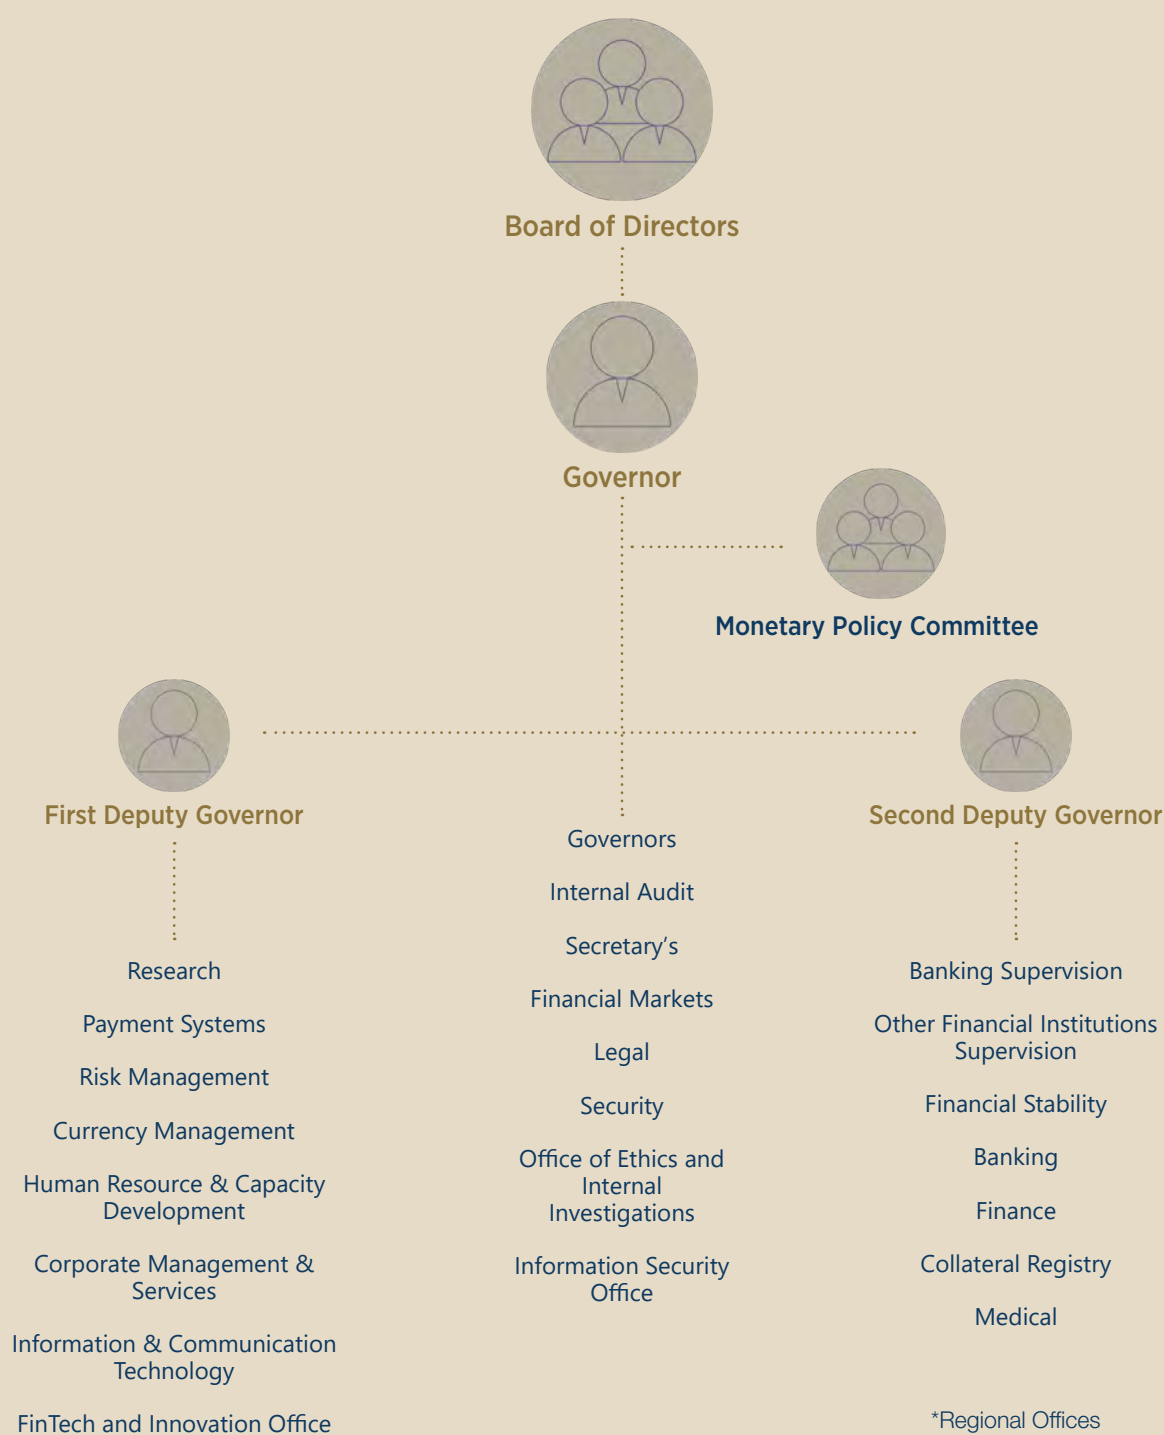 Board of Directors
Governor
Monetary Policy Committee
First Deputy Governor
Research
Payment Systems
Risk Management
Currency Management
Human Resource & Capacity
Development
Corporate Management &
Services
Information & Communication
Technology
FinTech and Innovation Office
Governors
Internal Audit
Secretary's
Financial Markets
Legal
Security
Office of Ethics and
Internal
Investigations
Information Security
Office
Second Deputy Governor
Banking Supervision
Other Financial Institutions
Supervision
Financial Stability
Banking
Finance
Collateral Registry
Medical
*Regional Offices